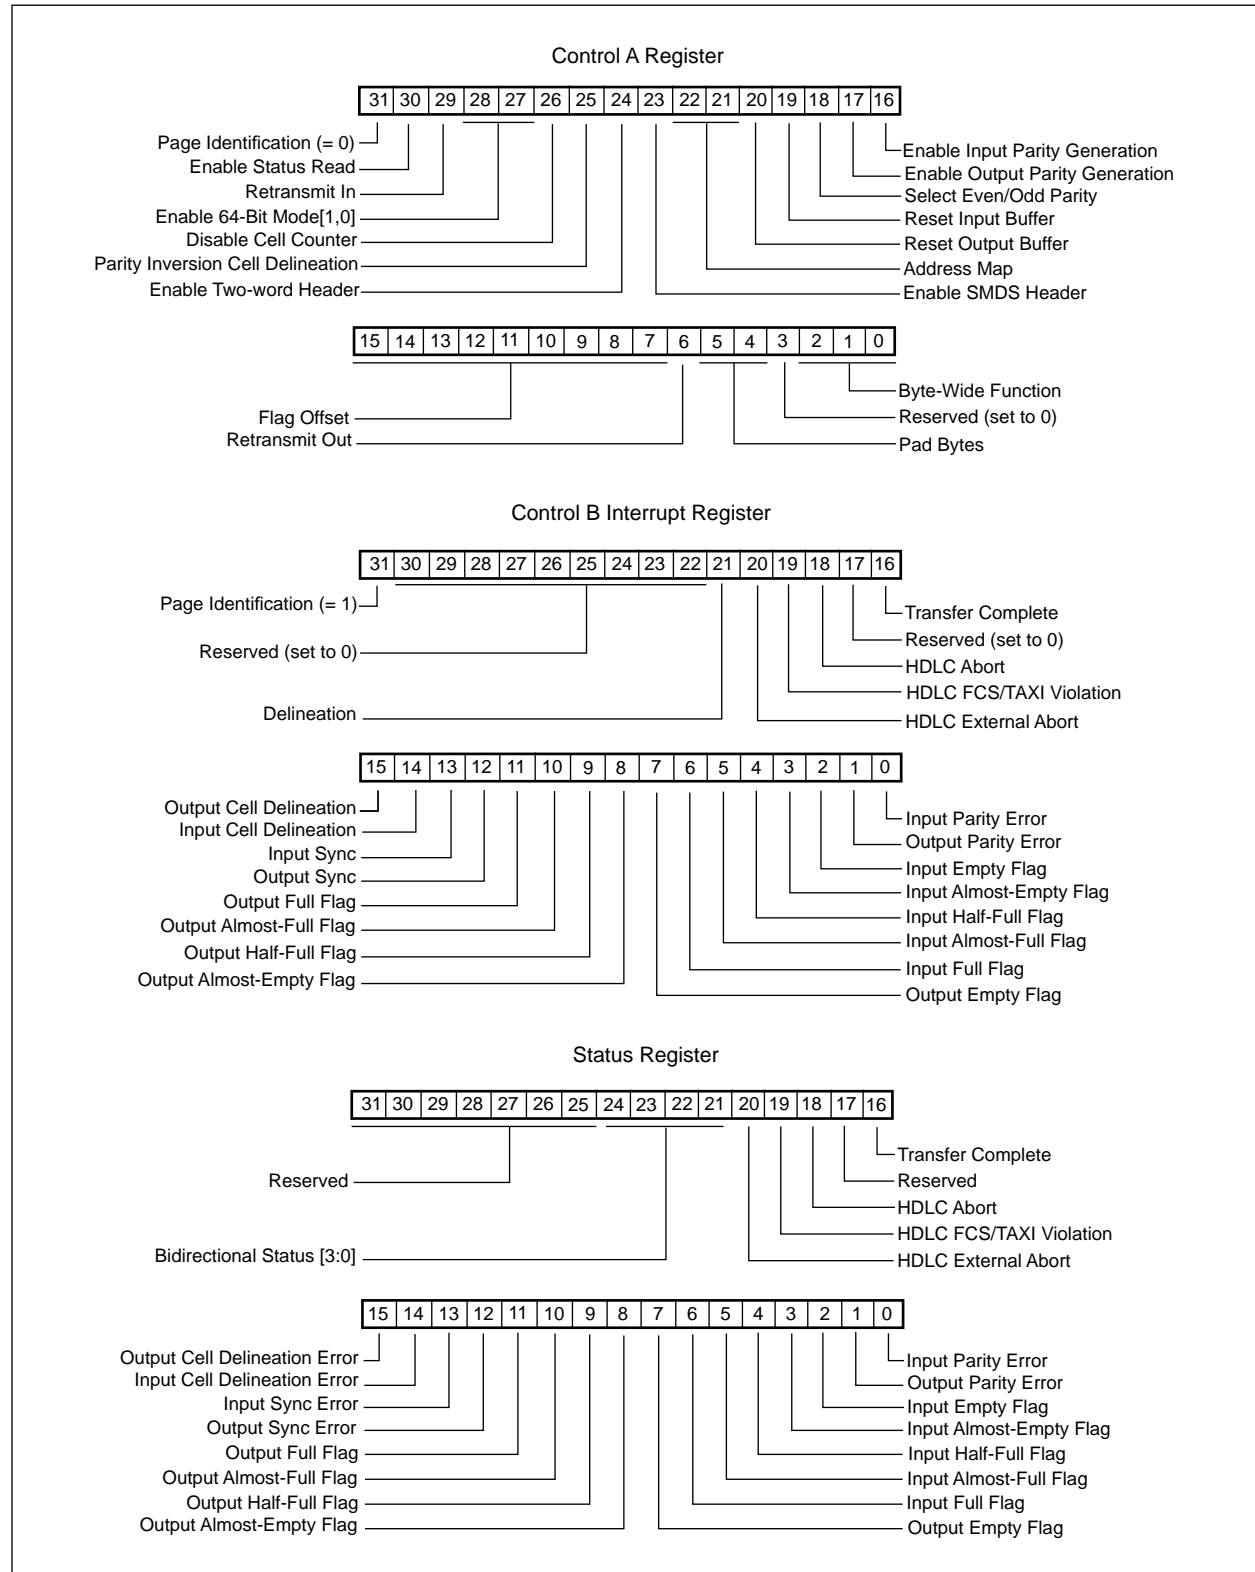 Control A Register
31 30 29 28 27 26 25 24 23 22 21 20 19 18 17 16
Page Identification (= 0)
Enable Status Read
Retransmit In
Enable 64-Bit Mode[1,0]
Disable Cell Counter
Parity Inversion Cell Delineation
Enable Two-word Header
Enable Input Parity Generation
Enable Output Parity Generation
Select Even/Odd Parity
Reset Input Buffer
Reset Output Buffer
Address Map
Enable SMDS Header
15 14 13 12 11 10 9 8 7 6 5 4 3 2 1 0
Flag Offset
Retransmit Out
Byte-Wide Function
Reserved (set to 0)
Pad Bytes
Control B Interrupt Register
31 30 29 28 27 26 25 24 23 22 21 20 19 18 17 16
Page Identification (= 1)
Reserved (set to 0)
Delineation
Transfer Complete
Reserved (set to 0)
HDLC Abort
HDLC FCS/TAXI Violation
HDLC External Abort
15 14 13 12 11 10 9 8 7 6 5 4 3 2 1 0
Output Cell Delineation
Input Cell Delineation
Input Sync
Output Sync
Output Full Flag
Output Almost-Full Flag
Output Half-Full Flag
Output Almost-Empty Flag
Input Parity Error
Output Parity Error
Input Empty Flag
Input Almost-Empty Flag
Input Half-Full Flag
Input Almost-Full Flag
Input Full Flag
Output Empty Flag
Status Register
31 30 29 28 27 26 25 24 23 22 21 20 19 18 17 16
Reserved
Bidirectional Status [3:0]
Transfer Complete
Reserved
HDLC Abort
HDLC FCS/TAXI Violation
HDLC External Abort
15 14 13 12 11 10 9 8 7 6 5 4 3 2 1 0
Output Cell Delineation Error
Input Cell Delineation Error
Input Sync Error
Output Sync Error
Output Full Flag
Output Almost-Full Flag
Output Half-Full Flag
Output Almost-Empty Flag
Input Parity Error
Output Parity Error
Input Empty Flag
Input Almost-Empty Flag
Input Half-Full Flag
Input Almost-Full Flag
Input Full Flag
Output Empty Flag